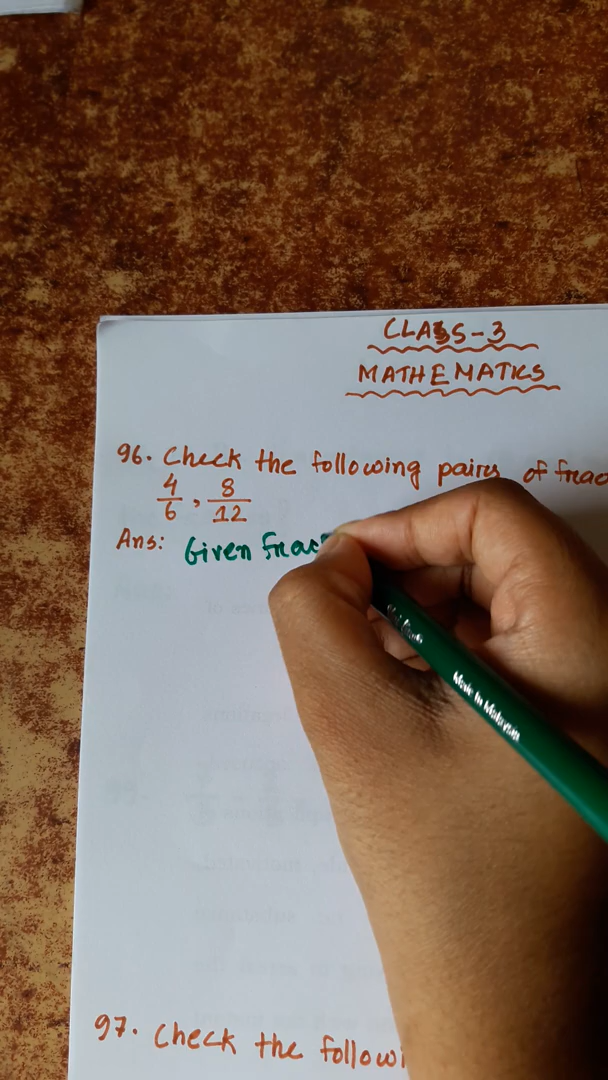 CLASS-3
MATHEMATICS
96. Check the following pairs of frac
4/6, 8/12
Ans: Given frac
Made in Malaysia
97. Check the followi